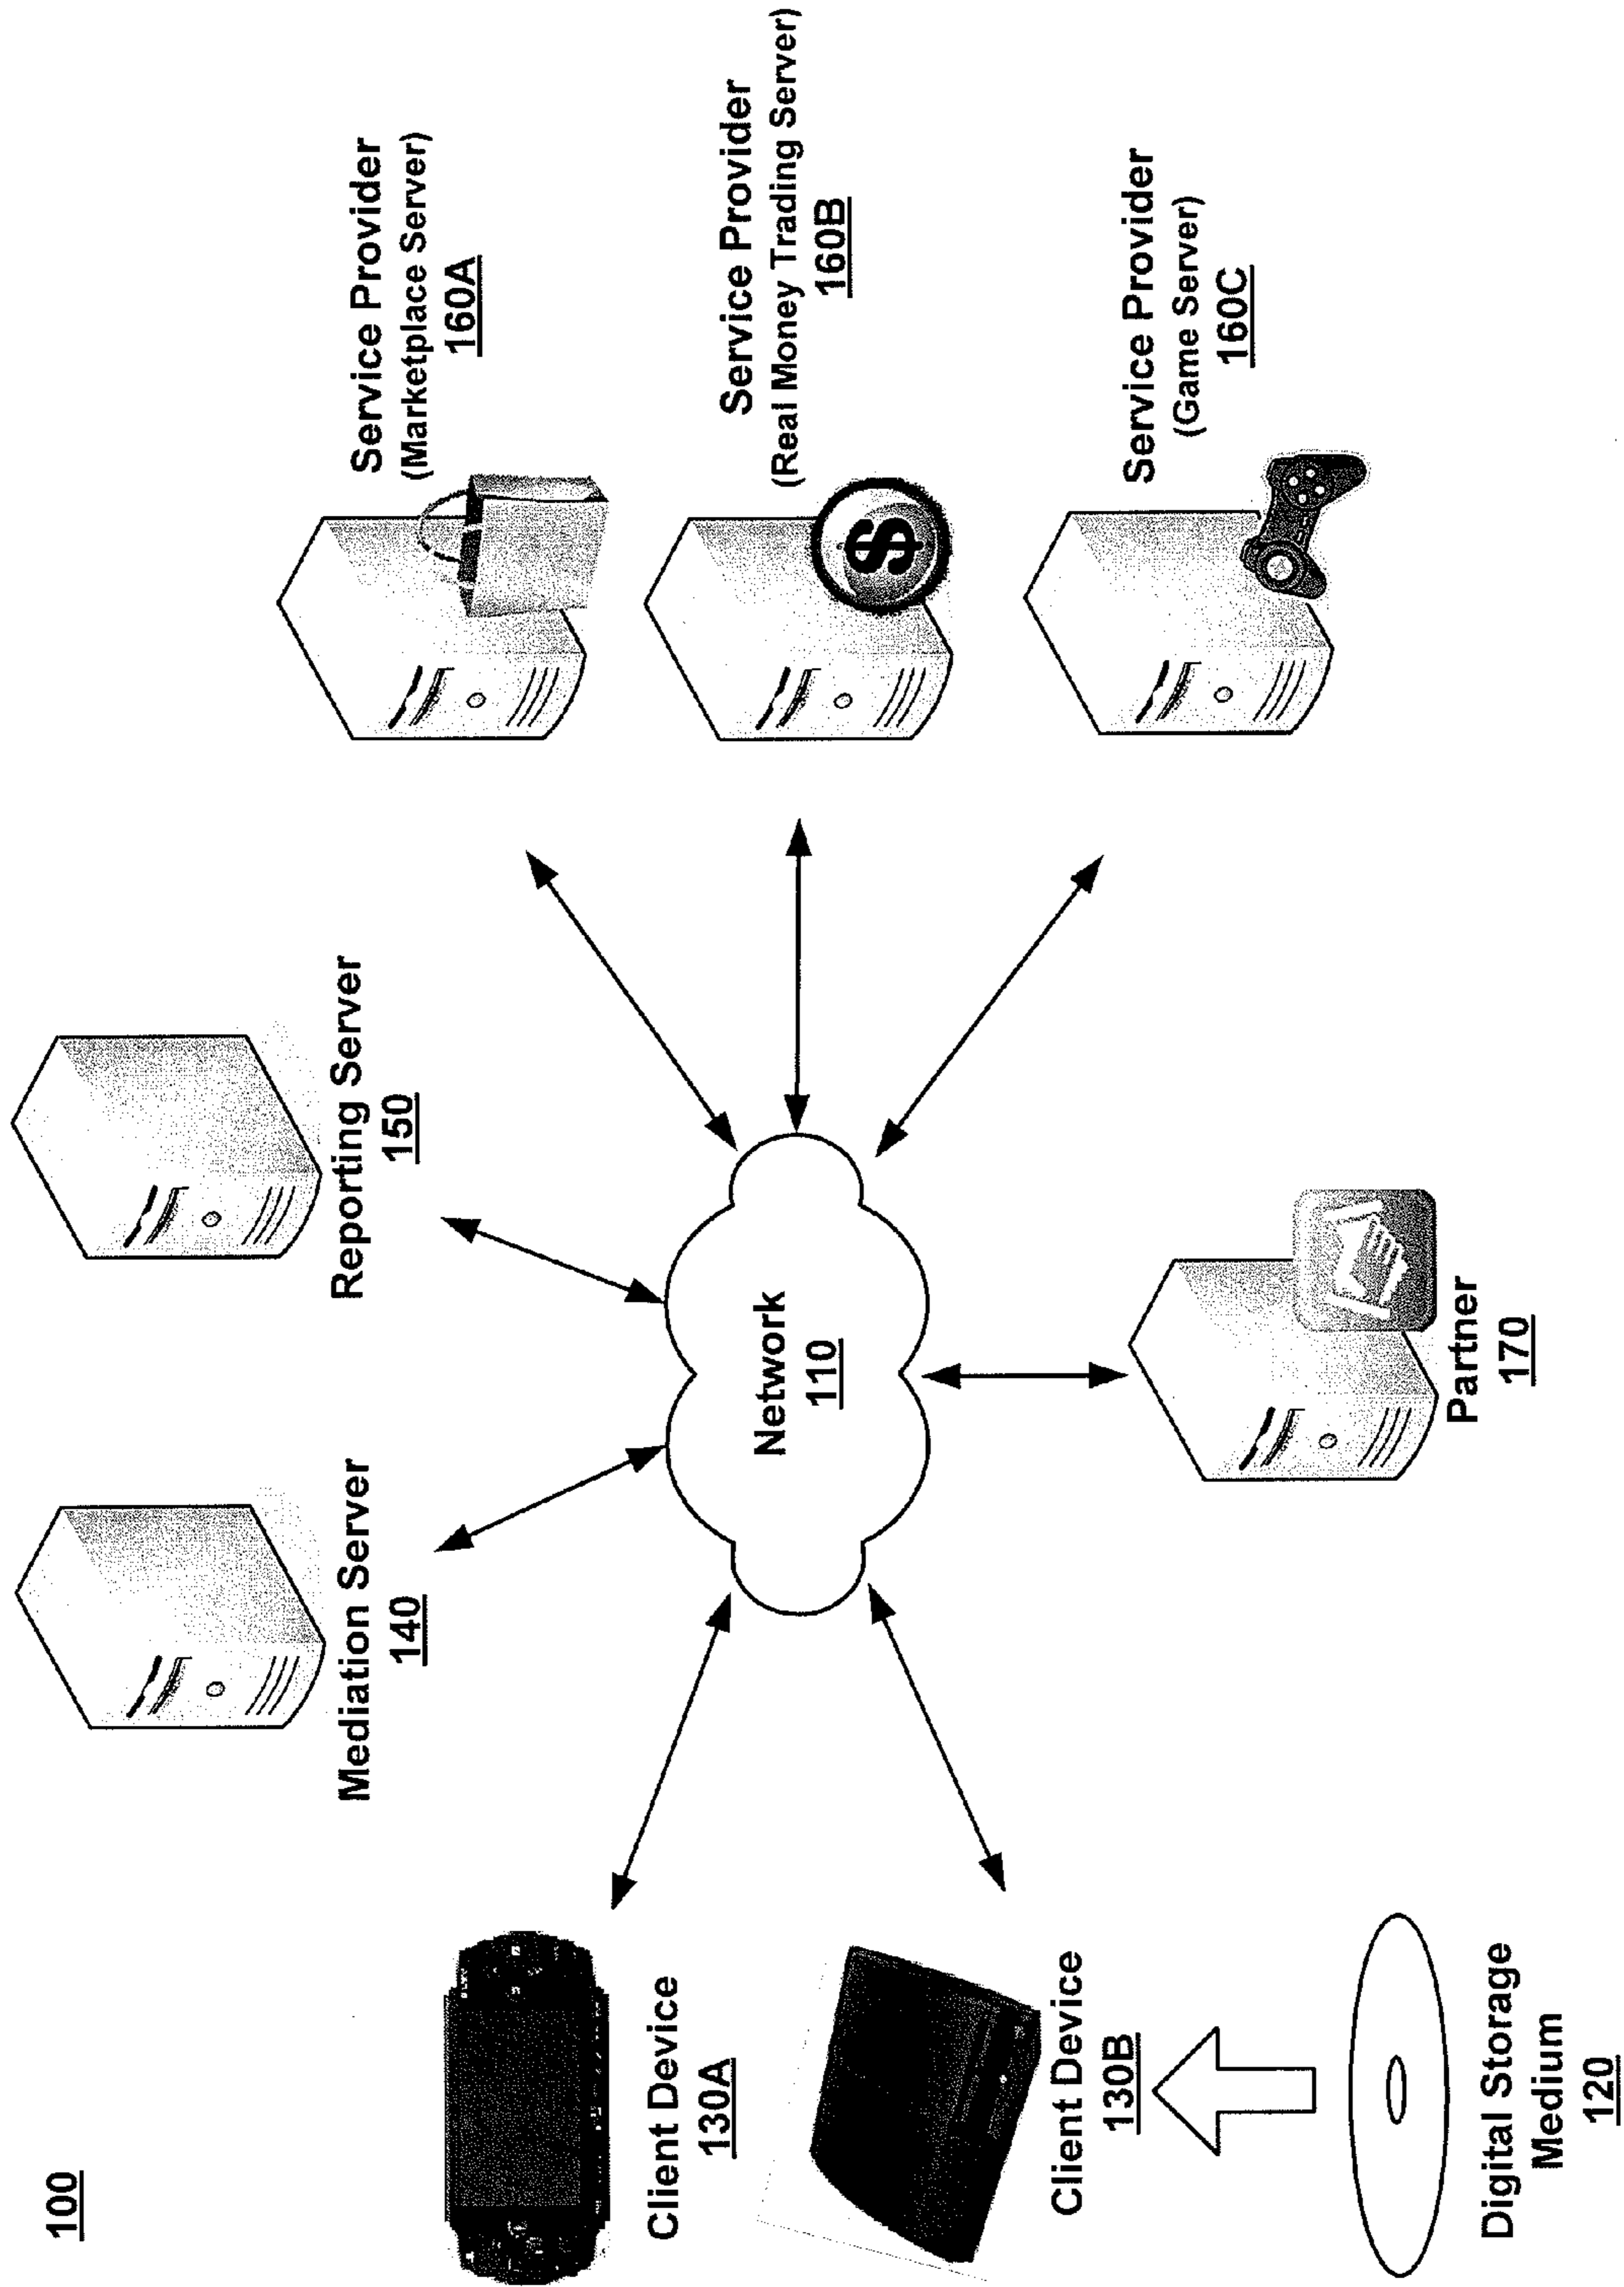 100
Mediation Server
140
Reporting Server
150
Service Provider
(Marketplace Server)
160A
Service Provider
(Real Money Trading Server)
160B
Service Provider
(Game Server)
160C
Network
110
Client Device
130A
Client Device
130B
Digital Storage
Medium
120
Partner
170
$